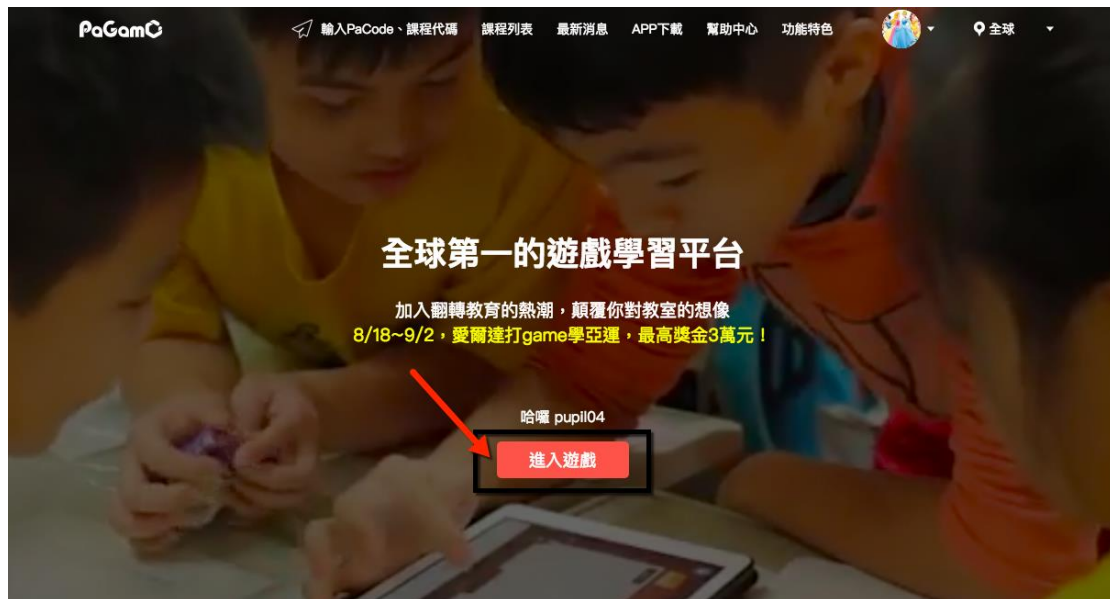 PaGamO
輸入PaCode、課程代碼 課程列表 最新消息 APP下載 幫助中心 功能特色 全球
全球第一的遊戲學習平台
加入翻轉教育的熱潮，顛覆你對教室的想像
8/18~9/2，愛爾達打game學亞運，最高獎金3萬元！
哈囉 pupil04
進入遊戲